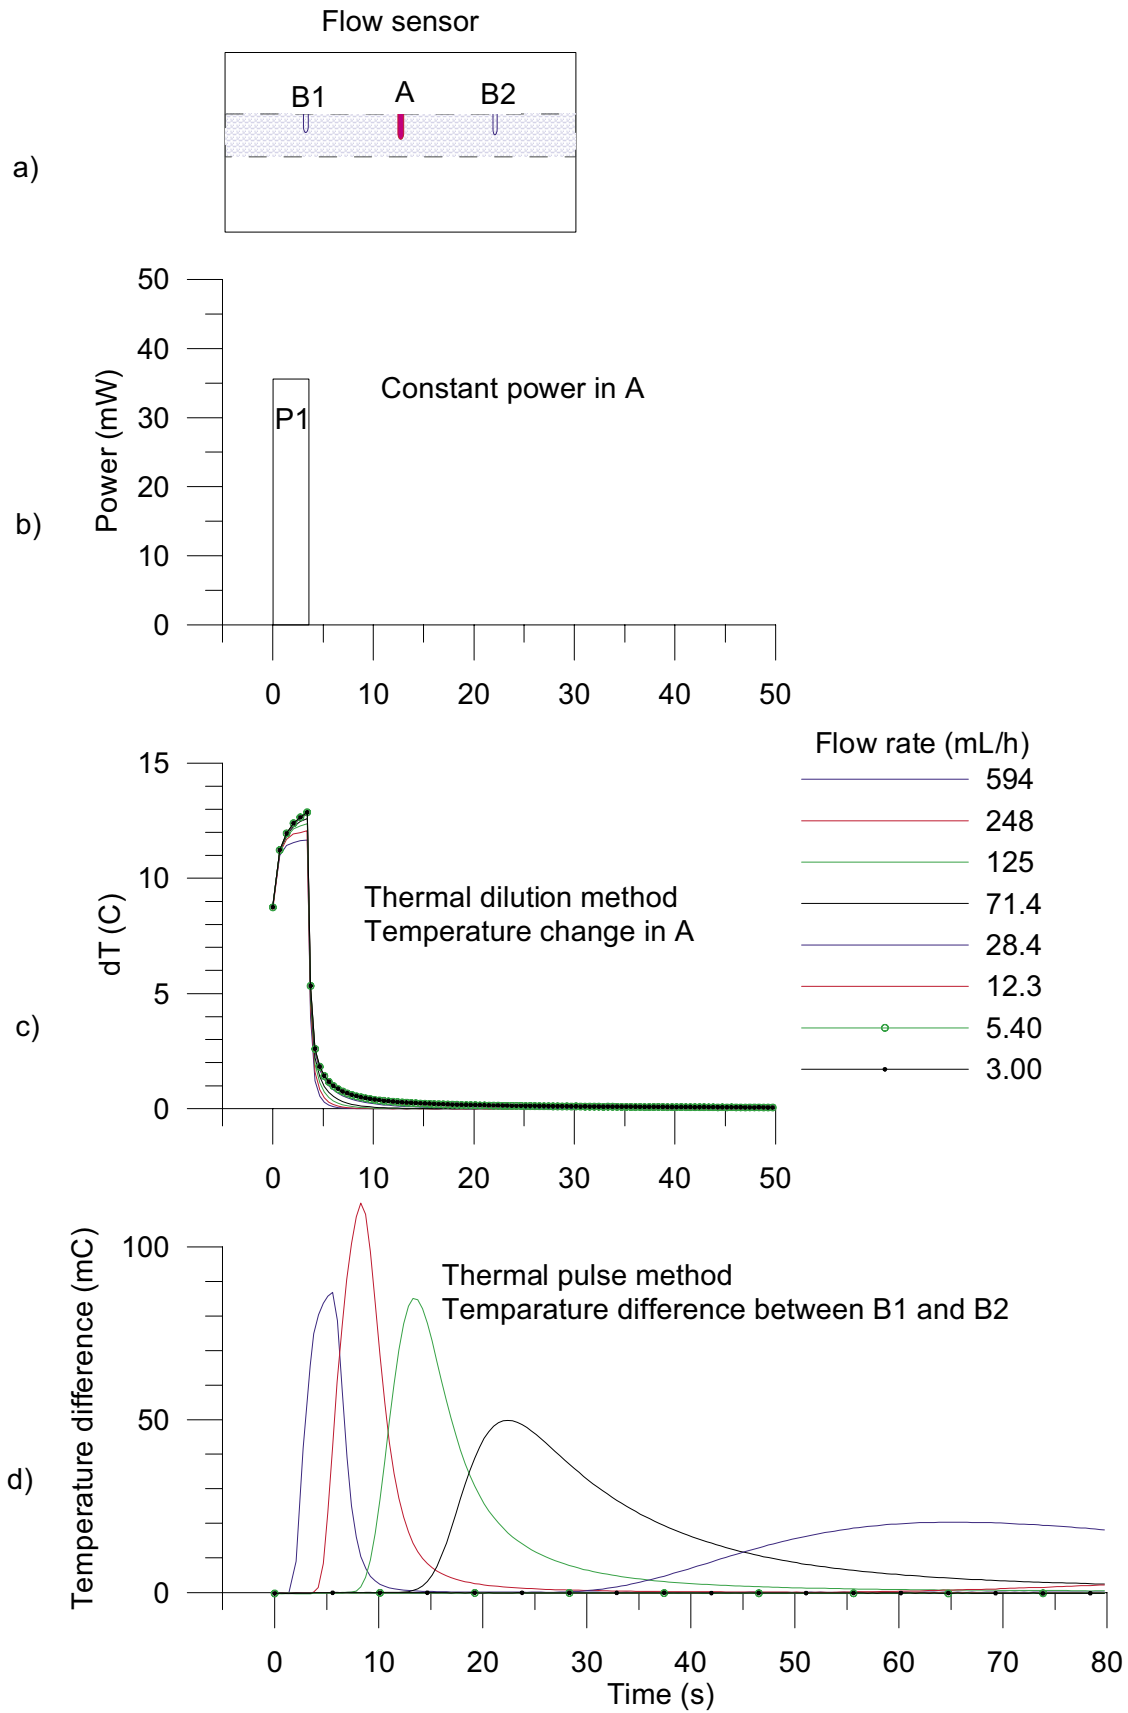 Flow sensor
B1 A B2
a)
50
40
30
20
10
0
Power (mW)
P1
Constant power in A
b)
0 10 20 30 40 50
Flow rate (mL/h)
594
248
125
71.4
28.4
12.3
5.40
3.00
15
10
5
0
dT (C)
Thermal dilution method
Temperature change in A
c)
0 10 20 30 40 50
100
50
0
Temperature difference (mC)
Thermal pulse method
Temparature difference between B1 and B2
d)
0 10 20 30 40 50 60 70 80
Time (s)